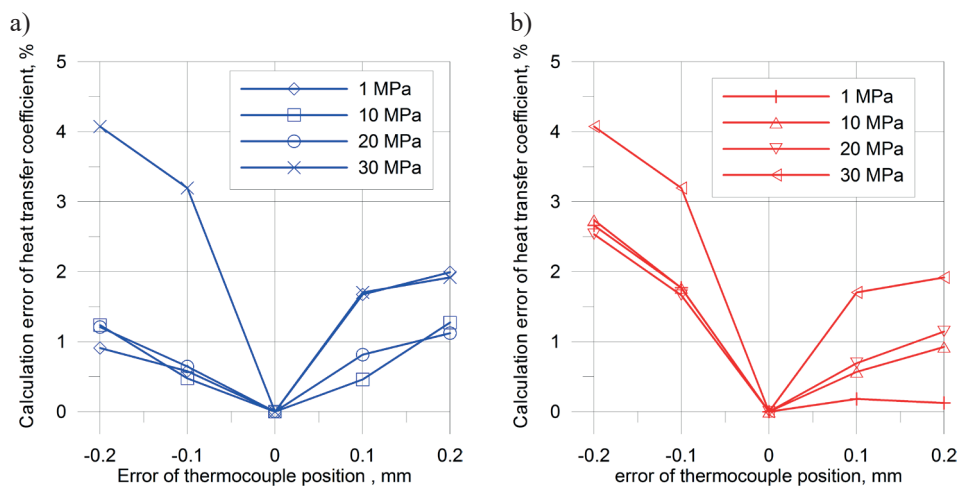 a)
Calculation error of heat transfer coefficient, %
5
4
3
2
1
0
1 MPa
10 MPa
20 MPa
30 MPa
-0.2 -0.1 0 0.1 0.2
Error of thermocouple position , mm
b)
Calculation error of heat transfer coefficient, %
5
4
3
2
1
0
1 MPa
10 MPa
20 MPa
30 MPa
-0.2 -0.1 0 0.1 0.2
error of thermocouple position, mm